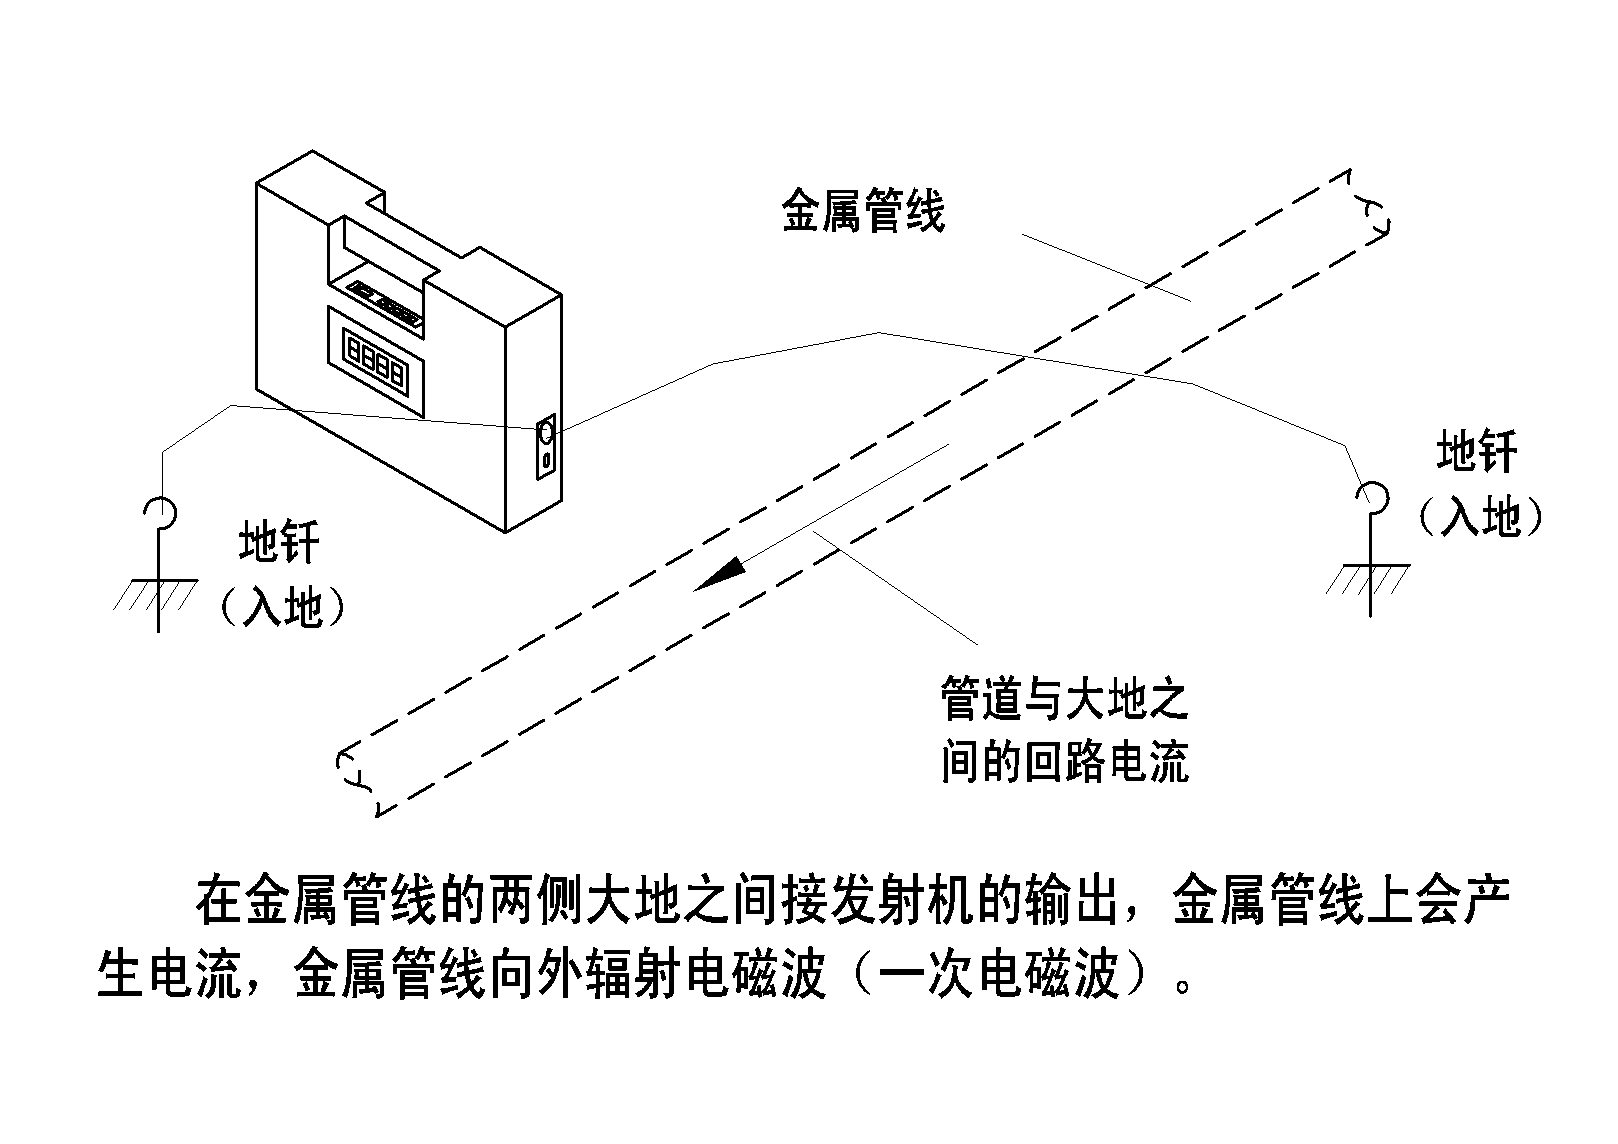 金属管线
8888
地钎
（入地）
地钎
（入地）
管道与大地之
间的回路电流
在金属管线的两侧大地之间接发射机的输出，金属管线上会产
生电流，金属管线向外辐射电磁波（一次电磁波）。